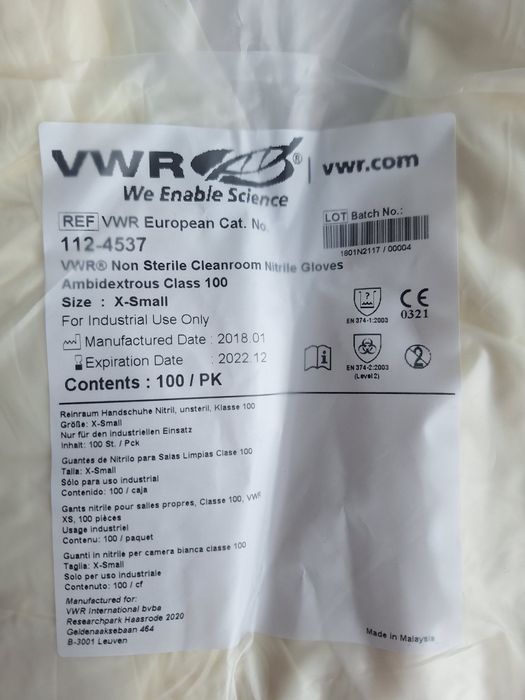 VWR ® | vwr.com
We Enable Science
REF VWR European Cat. No.
112-4537
LOT Batch No.:
1801N2117 / 00004
VWR® Non Sterile Cleanroom Nitrile Gloves
Ambidextrous Class 100
Size : X-Small
For Industrial Use Only
Manufactured Date : 2018.01
Expiration Date : 2022.12
Contents : 100 / PK
EN 374-1:2003
CE
0321
EN 374-2:2003
(Level 2)
2
Reinraum Handschuhe Nitril, unsteril, Klasse 100
Größe: X-Small
Nur für den industriellen Einsatz
Inhalt: 100 St. / Pck
Guantes de Nitrilo para Salas Limpias Clase 100
Talla: X-Small
Sólo para uso industrial
Contenido: 100 / caja
Gants nitrile pour salles propres, Classe 100, VWR
XS, 100 pièces
Usage industriel
Contenu: 100 / paquet
Guanti in nitrile per camera bianca classe 100
Taglia: X-Small
Solo per uso industriale
Contenuto: 100 / cf
Manufactured for:
VWR International bvba
Researchpark Haasrode 2020
Geldenaaksebaan 464
B-3001 Leuven
Made in Malaysia